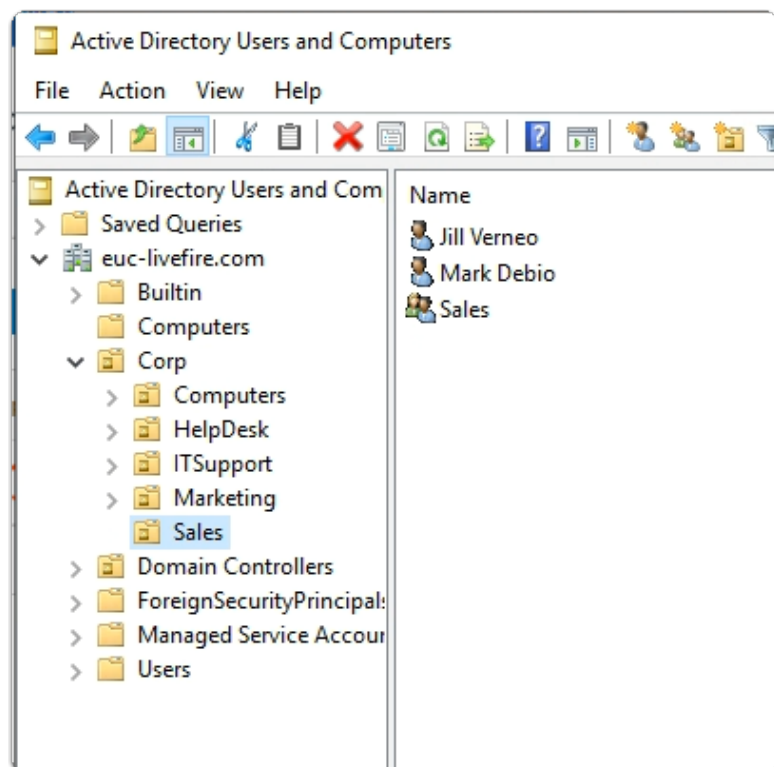 Active Directory Users and Computers
File Action View Help
Active Directory Users and Com
Saved Queries
euc-livefire.com
Builtin
Computers
Corp
Computers
HelpDesk
ITSupport
Marketing
Sales
Domain Controllers
ForeignSecurityPrincipals
Managed Service Accour
Users
Name
Jill Verneo
Mark Debio
Sales